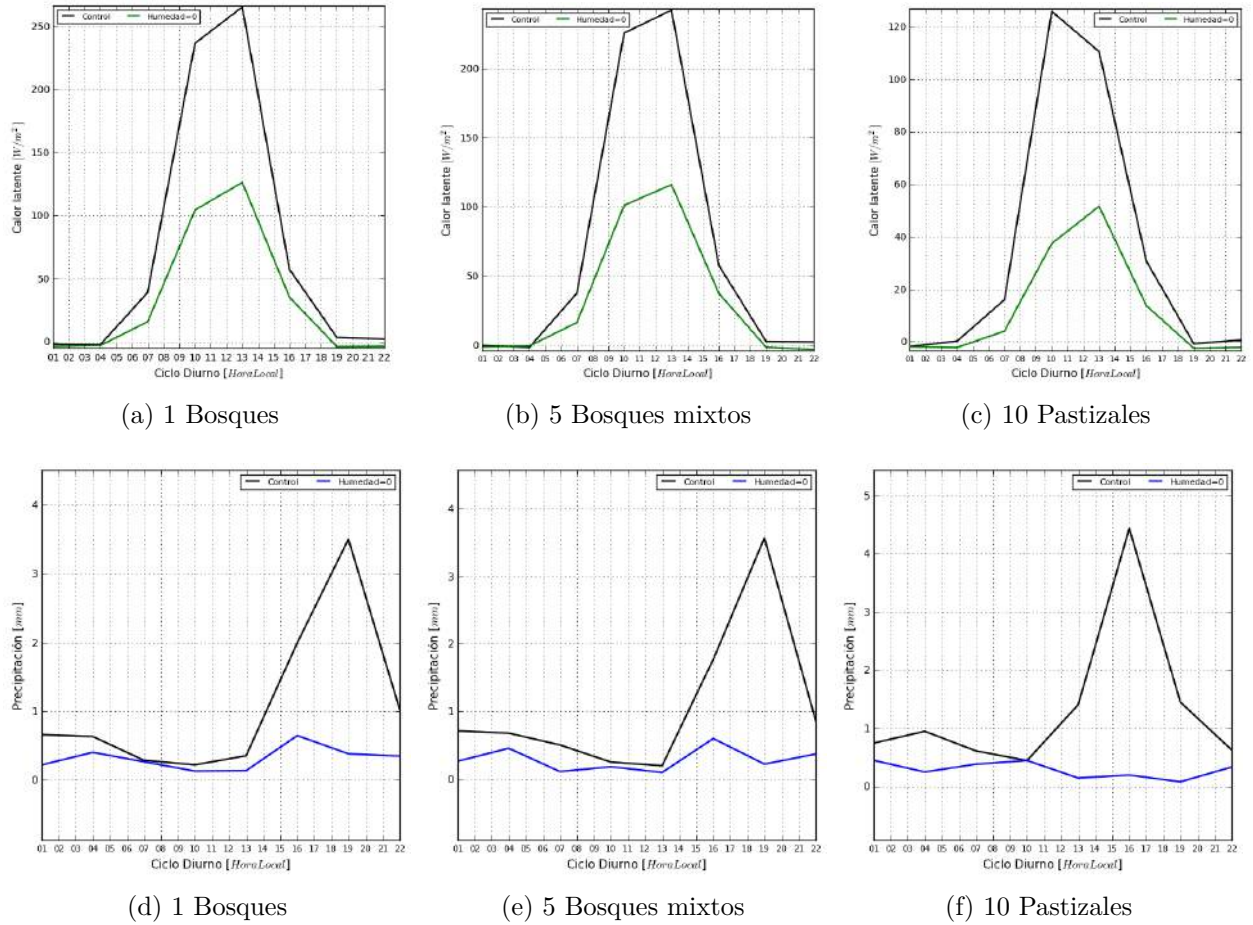 Control Humedad=0
Calor latente [W/m²]
250
200
150
100
50
0
01 02 03 04 05 06 07 08 09 10 11 12 13 14 15 16 17 18 19 20 21 22
Ciclo Diurno [HoraLocal]
(a) 1 Bosques
Control Humedad=0
Calor latente [W/m²]
200
150
100
50
0
01 02 03 04 05 06 07 08 09 10 11 12 13 14 15 16 17 18 19 20 21 22
Ciclo Diurno [HoraLocal]
(b) 5 Bosques mixtos
Control Humedad=0
Calor latente [W/m²]
120
100
80
60
40
20
0
01 02 03 04 05 06 07 08 09 10 11 12 13 14 15 16 17 18 19 20 21 22
Ciclo Diurno [HoraLocal]
(c) 10 Pastizales
Control Humedad=0
Precipitación [mm]
4
3
2
1
0
01 02 03 04 05 06 07 08 09 10 11 12 13 14 15 16 17 18 19 20 21 22
Ciclo Diurno [HoraLocal]
(d) 1 Bosques
Control Humedad=0
Precipitación [mm]
4
3
2
1
0
01 02 03 04 05 06 07 08 09 10 11 12 13 14 15 16 17 18 19 20 21 22
Ciclo Diurno [HoraLocal]
(e) 5 Bosques mixtos
Control Humedad=0
Precipitación [mm]
5
4
3
2
1
0
01 02 03 04 05 06 07 08 09 10 11 12 13 14 15 16 17 18 19 20 21 22
Ciclo Diurno [HoraLocal]
(f) 10 Pastizales